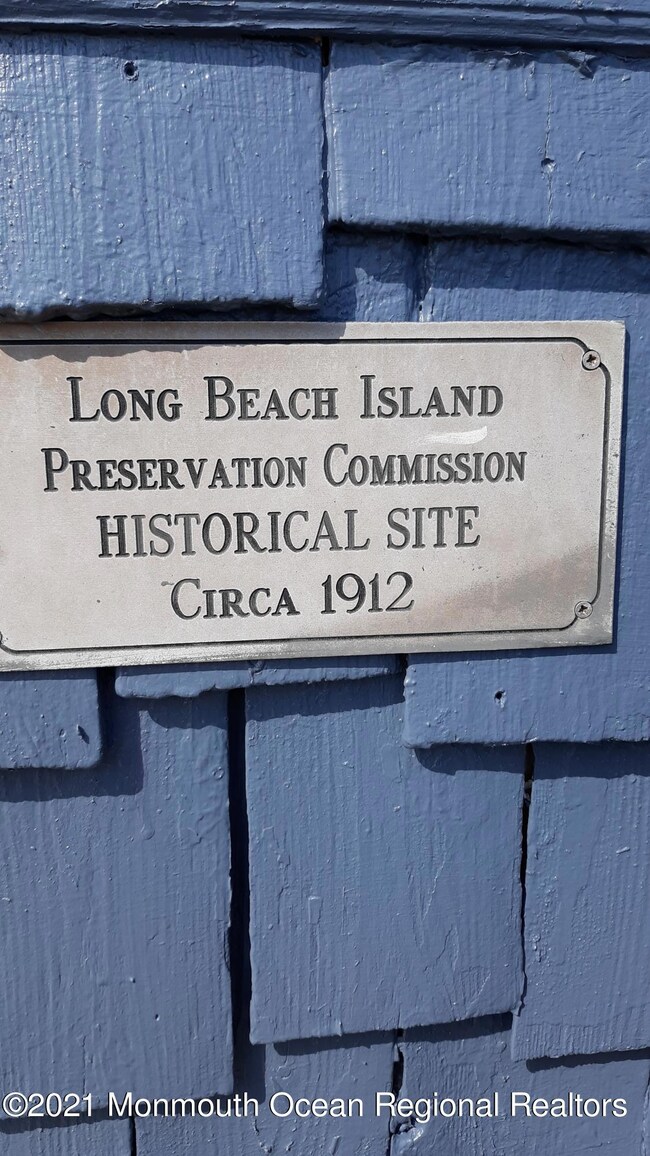 Long Beach Island
Preservation Commission
HISTORICAL SITE
Circa 1912
©2021 Monmouth Ocean Regional Realtors